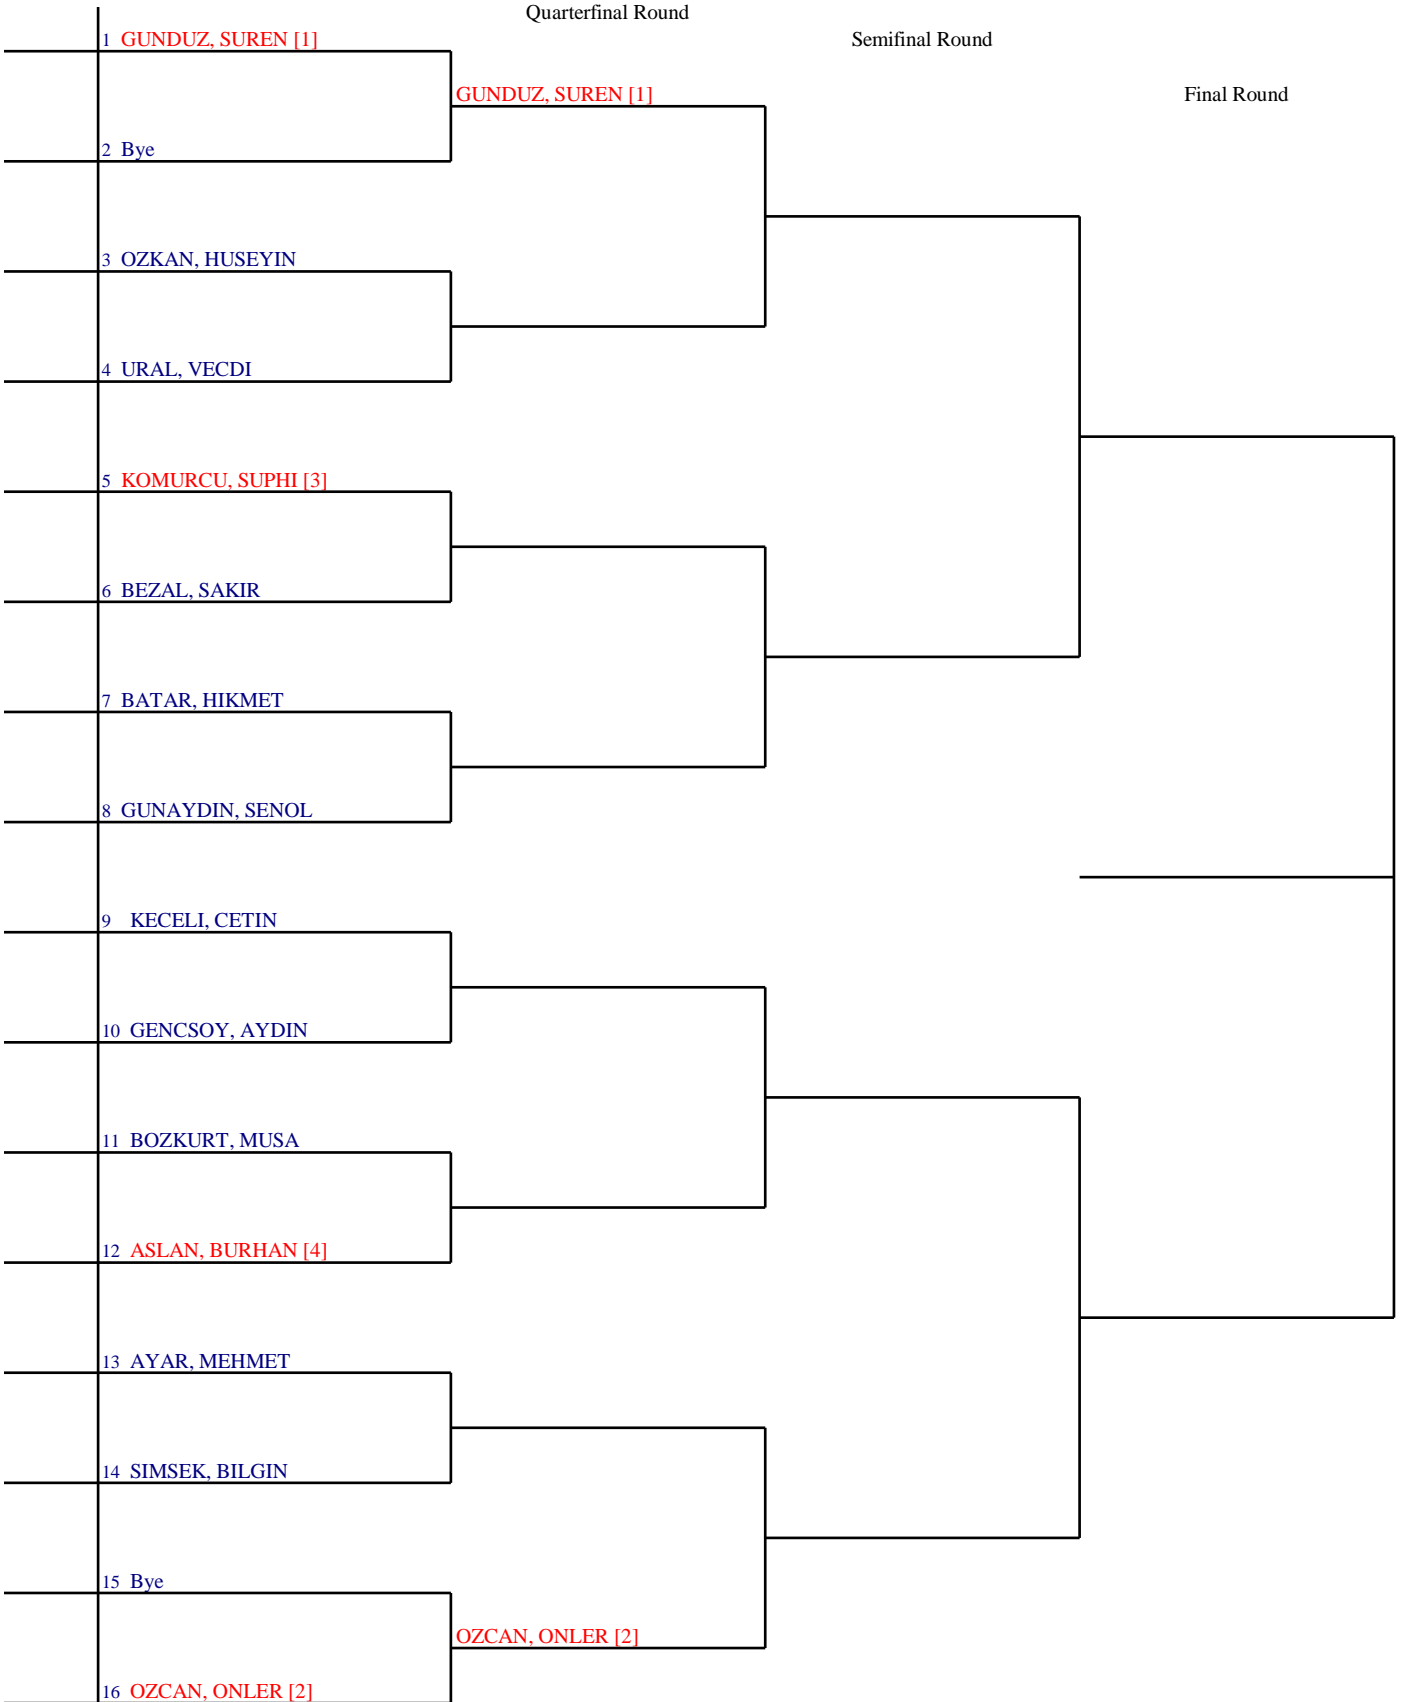 Quarterfinal Round
1 GUNDUZ, SUREN [1]
Semifinal Round
GUNDUZ, SUREN [1]
Final Round
2 Bye
3 OZKAN, HUSEYIN
4 URAL, VECDI
5 KOMURCU, SUPHI [3]
6 BEZAL, SAKIR
7 BATAR, HIKMET
8 GUNAYDIN, SENOL
9 KECELI, CETIN
10 GENCSOY, AYDIN
11 BOZKURT, MUSA
12 ASLAN, BURHAN [4]
13 AYAR, MEHMET
14 SIMSEK, BILGIN
15 Bye
OZCAN, ONLER [2]
16 OZCAN, ONLER [2]